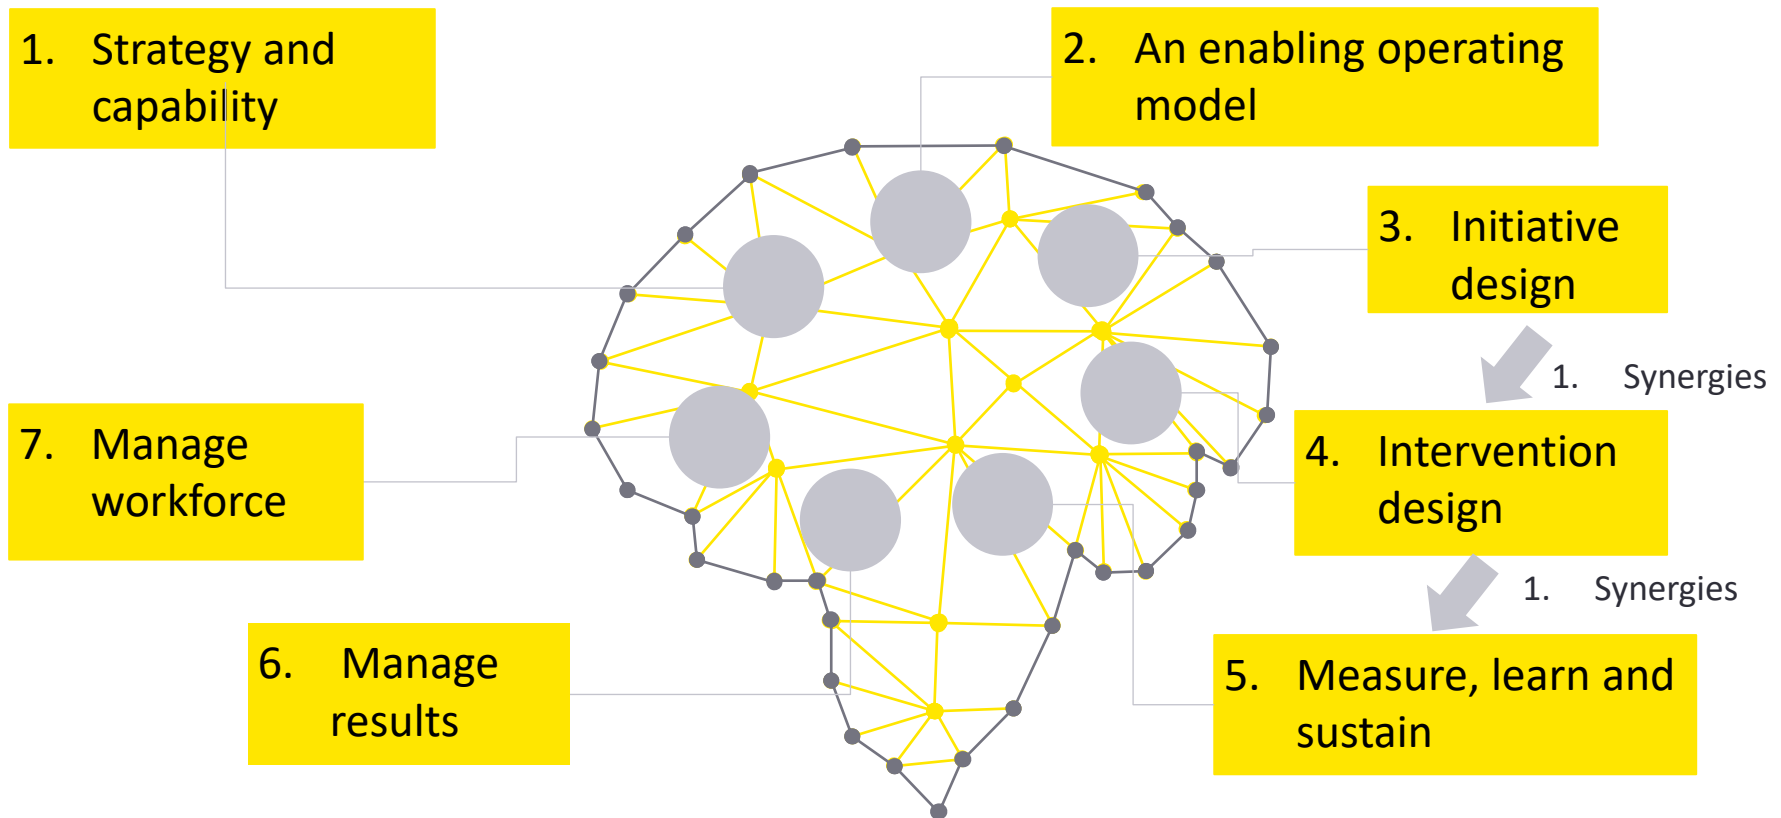 1. Strategy and
capability
2. An enabling operating
model
3. Initiative
design
1. Synergies
4. Intervention
design
1. Synergies
5. Measure, learn and
sustain
6. Manage
results
7. Manage
workforce